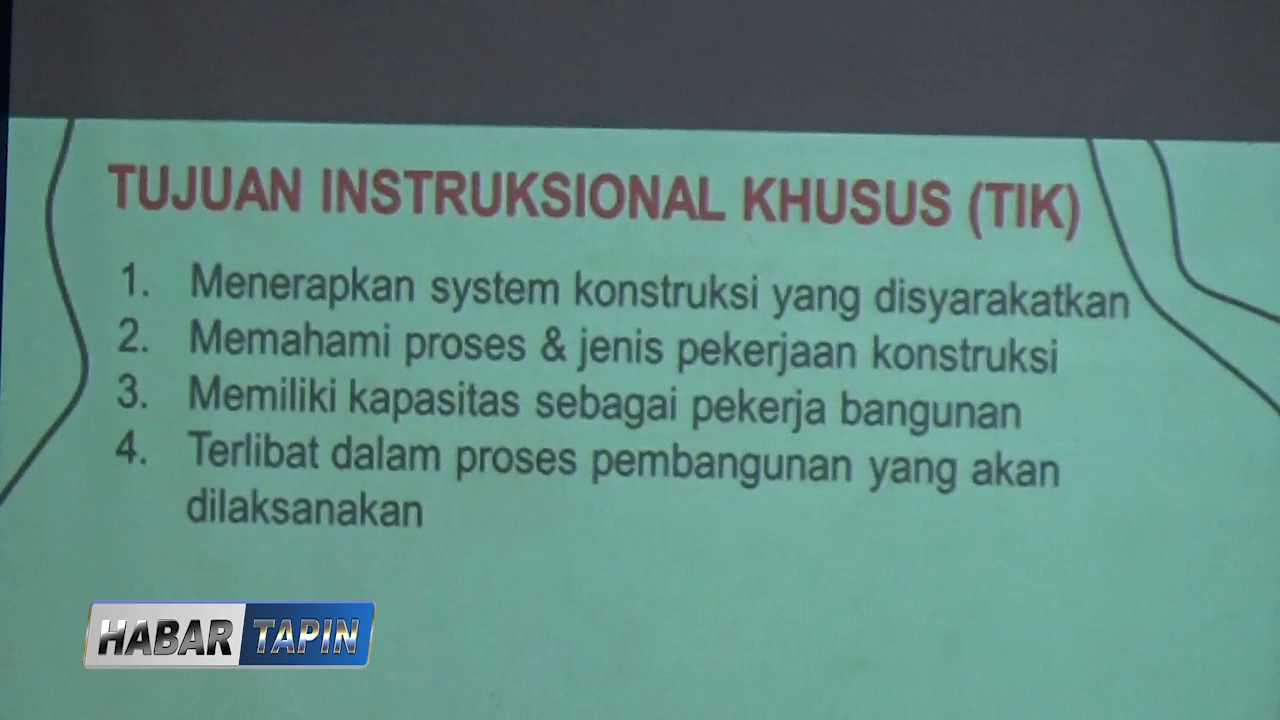 TUJUAN INSTRUKSIONAL KHUSUS (TIK)
1. Menerapkan system konstruksi yang disyarakatkan
2. Memahami proses & jenis pekerjaan konstruksi
3. Memiliki kapasitas sebagai pekerja bangunan
4. Terlibat dalam proses pembangunan yang akan
dilaksanakan
HABAR TAPIN